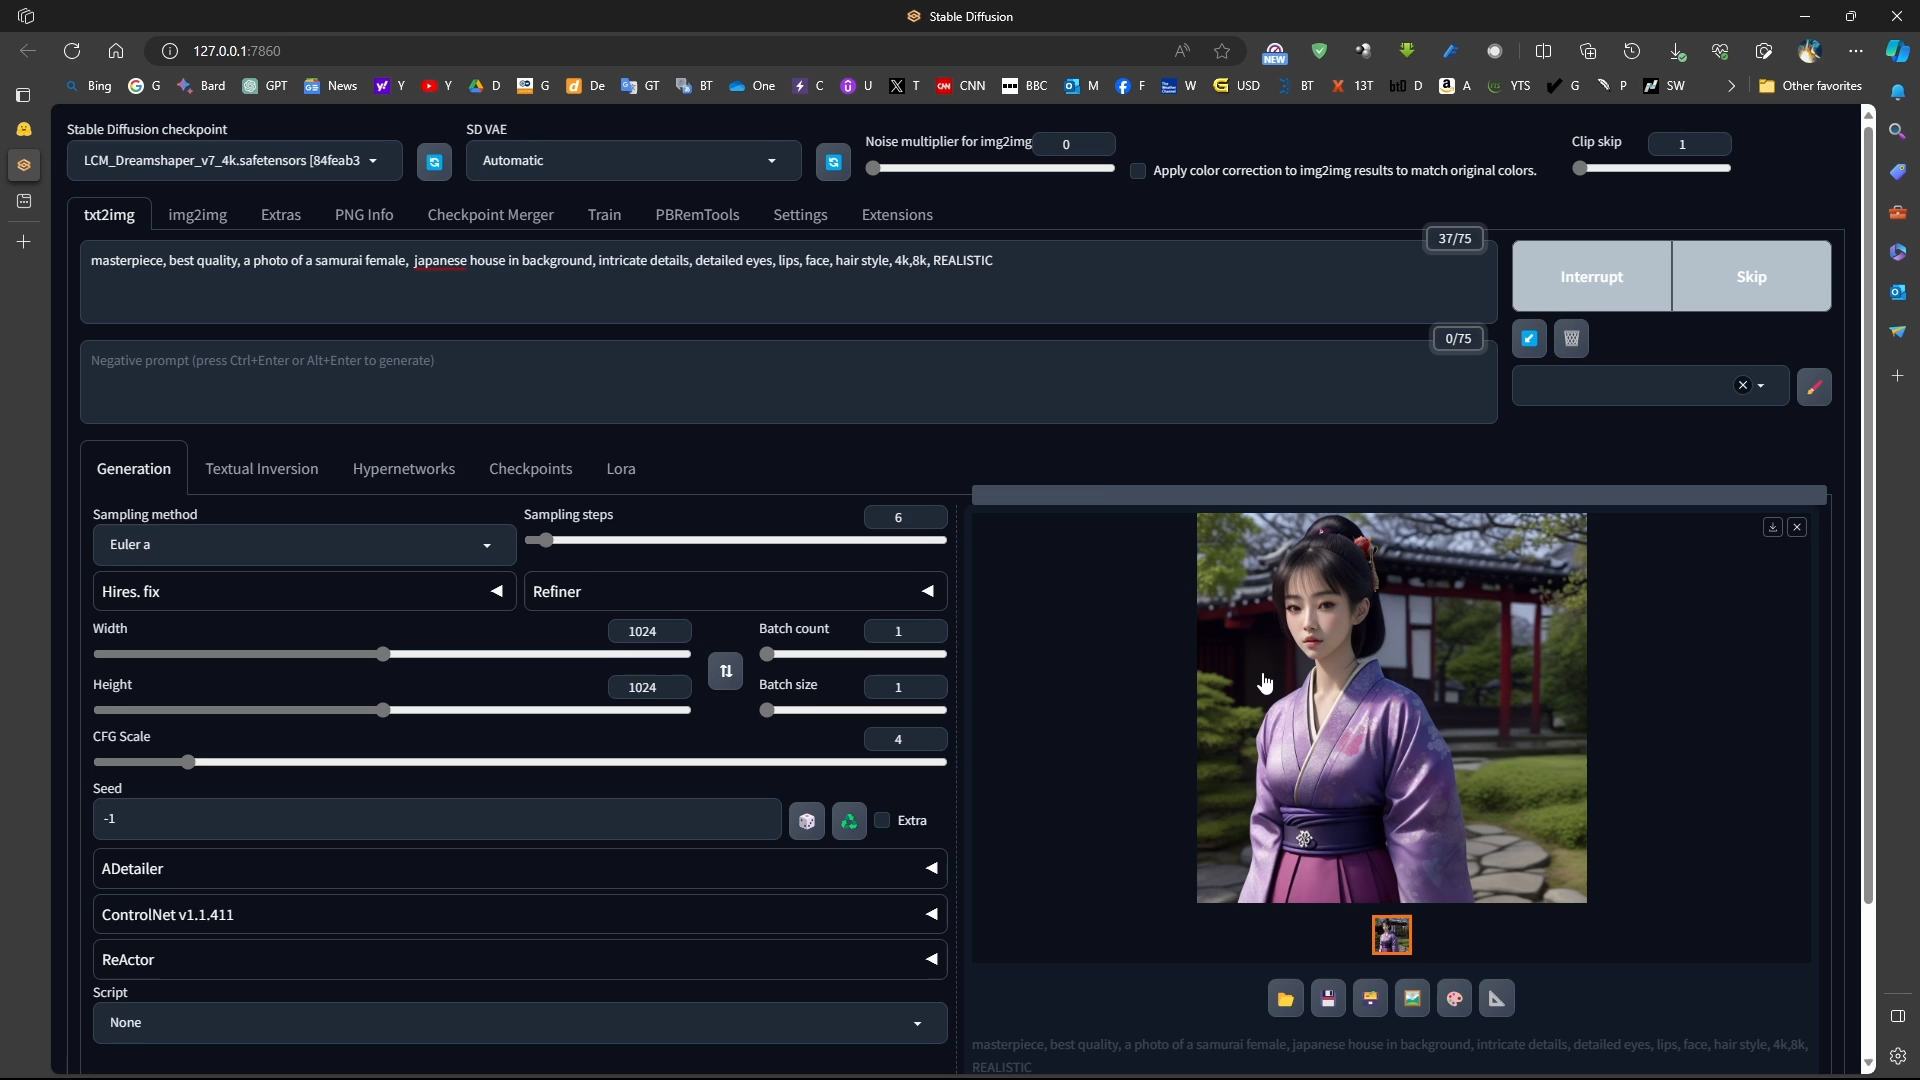 Stable Diffusion
127.0.0.1:7860
NEW
Bing G Bard GPT News Y Y D G De GT BT One C U T CNN BBC M F W USD BT 13T D A YTS G P SW Other favorites
Stable Diffusion checkpoint
SD VAE
Noise multiplier for img2img 0
Clip skip 1
LCM_Dreamshaper_v7_4k.safetensors [84feab3
Automatic
Apply color correction to img2img results to match original colors.
txt2img img2img Extras PNG Info Checkpoint Merger Train PBRemTools Settings Extensions
37/75
masterpiece, best quality, a photo of a samurai female, japanese house in background, intricate details, detailed eyes, lips, face, hair style, 4k,8k, REALISTIC
Interrupt Skip
0/75
Negative prompt (press Ctrl+Enter or Alt+Enter to generate)
Generation Textual Inversion Hypernetworks Checkpoints Lora
Sampling method
Sampling steps 6
Euler a
Hires. fix
Refiner
Width 1024
Batch count 1
Height 1024
Batch size 1
CFG Scale 4
Seed
-1
Extra
ADetailer
ControlNet v1.1.411
ReActor
Script
None
masterpiece, best quality, a photo of a samurai female, japanese house in background, intricate details, detailed eyes, lips, face, hair style, 4k,8k,
REALISTIC